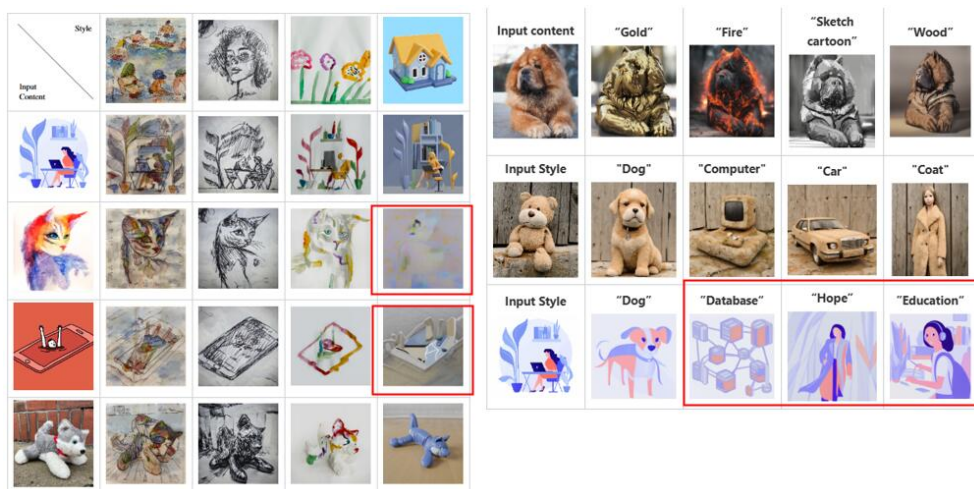 Style
Input
Content
Input content
"Gold"
"Fire"
"Sketch
cartoon"
"Wood"
Input Style
"Dog"
"Computer"
"Car"
"Coat"
Input Style
"Dog"
"Database"
"Hope"
"Education"